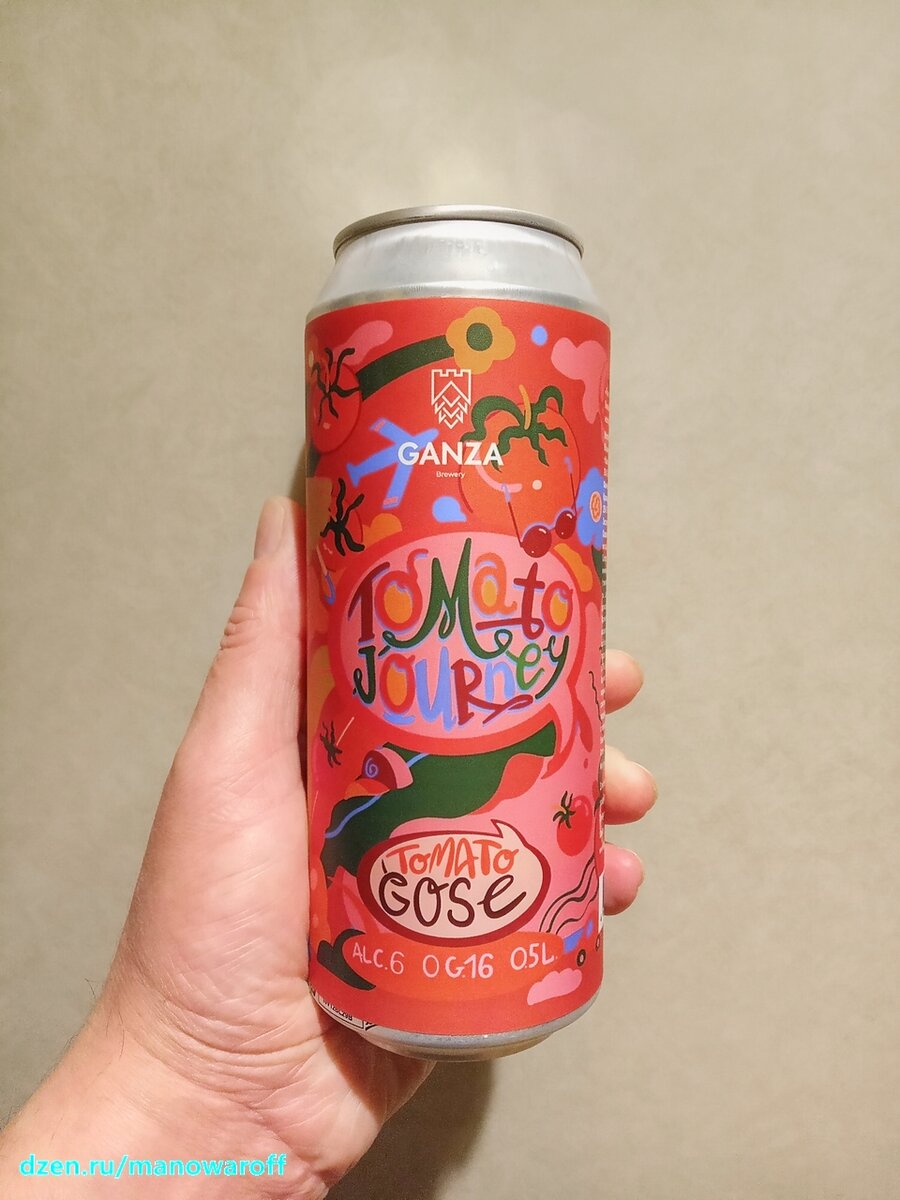 GANZA
Brewery
Tomato
Journey
TOMATO
GOSE
ALC.6 OG.16 0.5L
dzen.ru/manowaroff